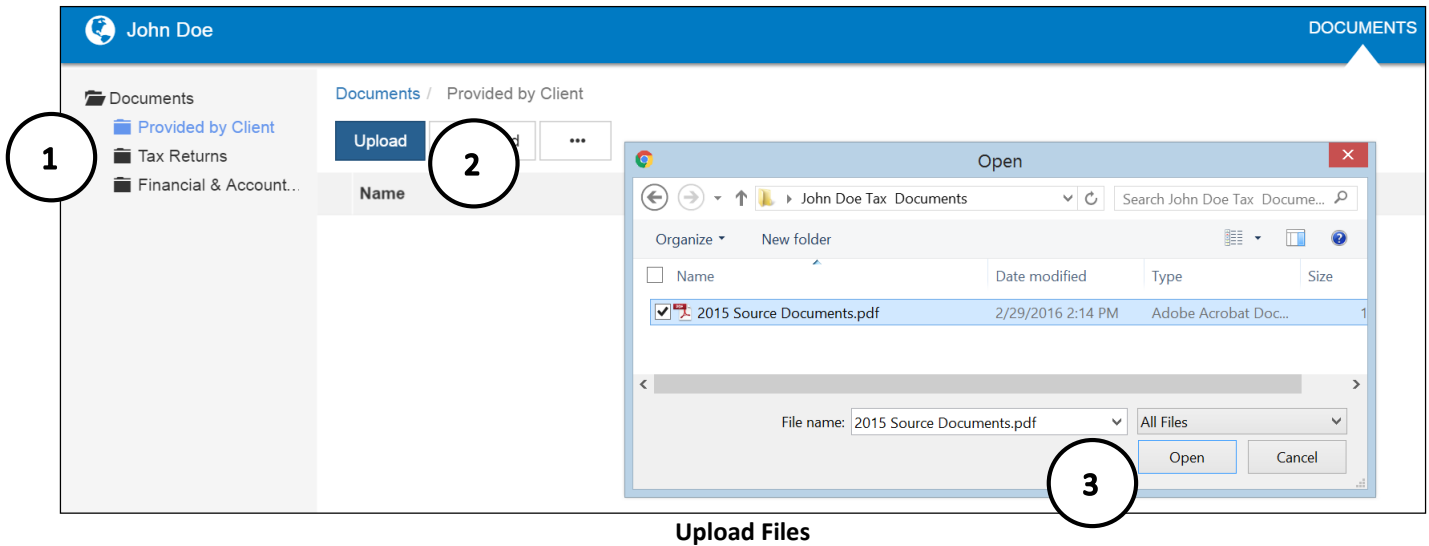 John Doe
DOCUMENTS
Documents
Provided by Client
Tax Returns
Financial & Account...
1
Documents / Provided by Client
Upload
2
•••
Name
Open
John Doe Tax Documents
Search John Doe Tax Docume...
Organize
New folder
Name
Date modified
Type
Size
2015 Source Documents.pdf
2/29/2016 2:14 PM
Adobe Acrobat Doc...
1
File name:
2015 Source Documents.pdf
All Files
Open
Cancel
3
Upload Files